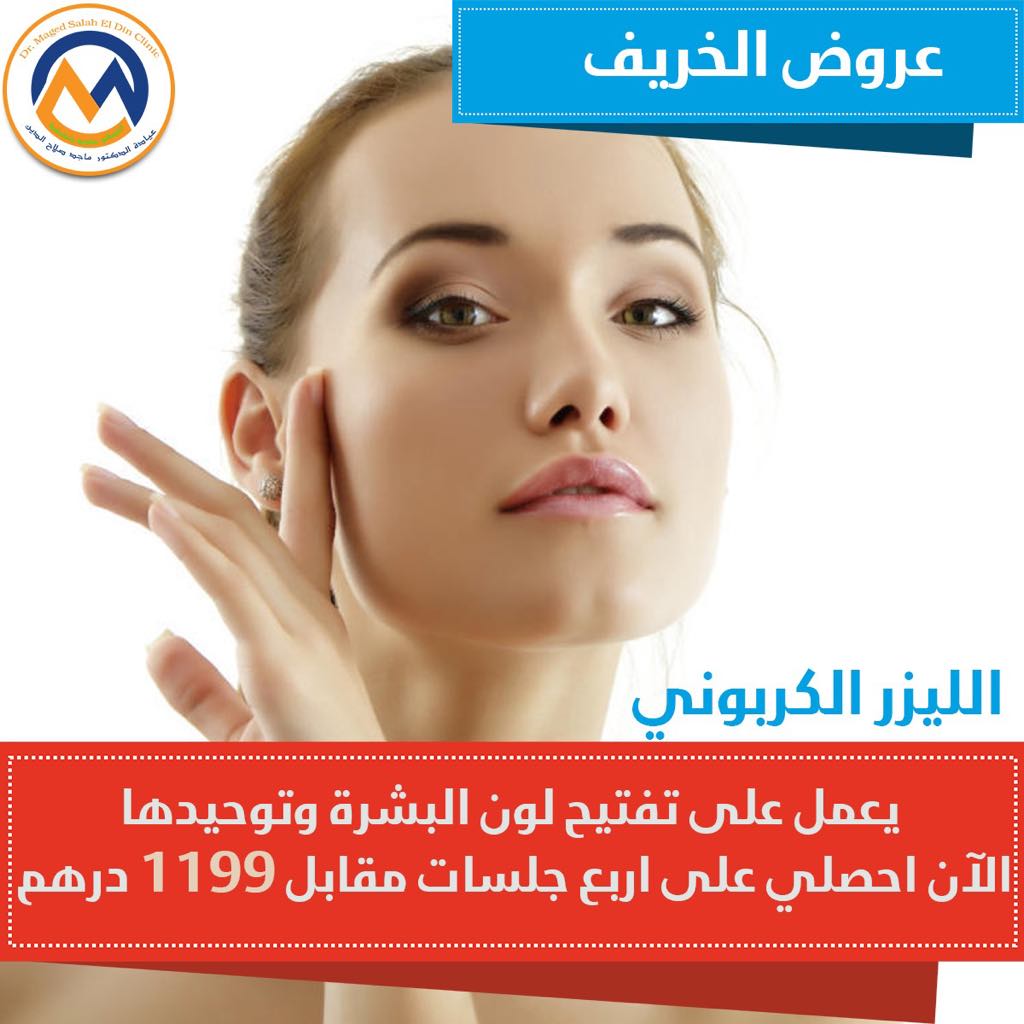 Dr. Maged Salah El Din Clinic
عيادة الدكتور ماجد صلاح الدين
عروض الخريف
الليزر الكربوني
يعمل على تفتيح لون البشرة وتوحيدها
الآن احصلي على اربع جلسات مقابل 1199 درهم